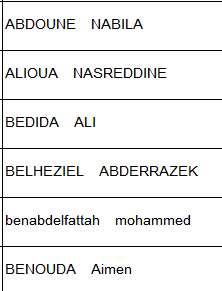 ABDOUNE NABILA
ALIOUA NASREDDINE
BEDIDA ALI
BELHEZIEL ABDERRAZEK
benabdelfattah mohammed
BENOUDA Aimen